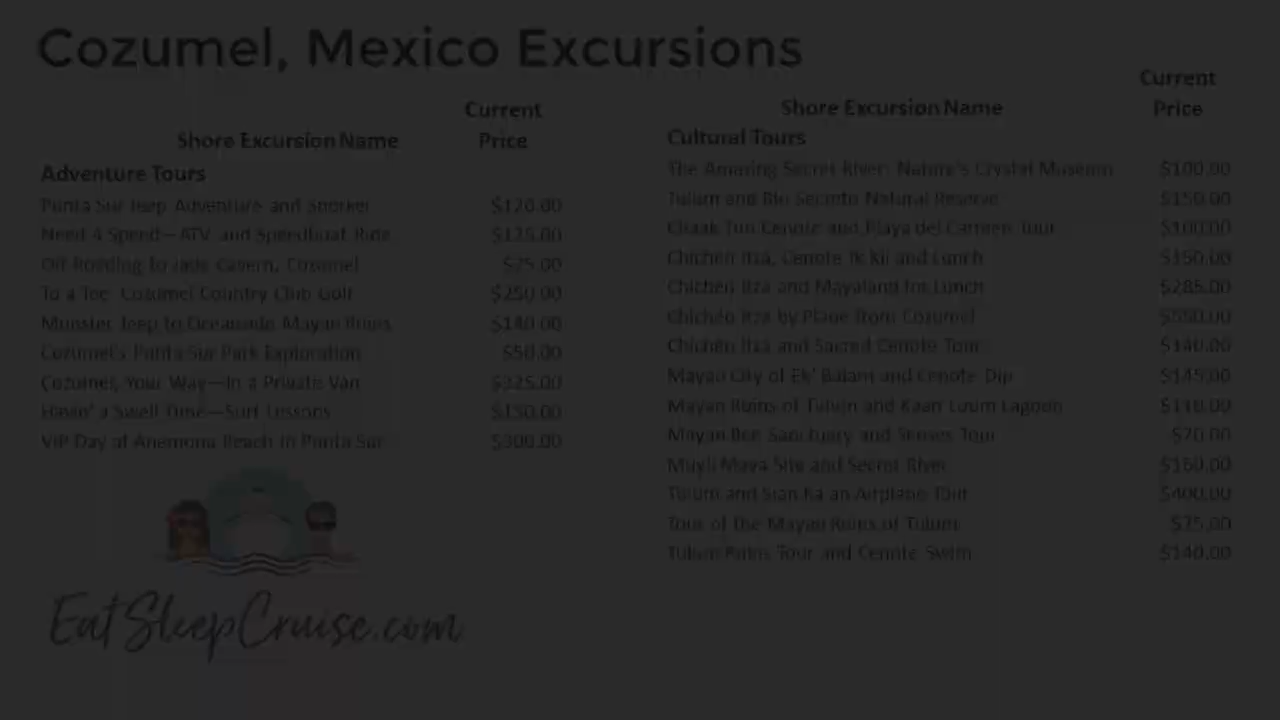 Cozumel, Mexico Excursions
Shore Excursion Name Current Price
Adventure Tours
Punta Sur Jeep Adventure and Snorkel $120.00
Need 4 Speed—ATV and Speedboat Ride $125.00
Off-Roading to Jade Cavern, Cozumel $75.00
To a Tee: Cozumel Country Club Golf $250.00
Monster Jeep to Oceanside Mayan Ruins $140.00
Cozumel's Punta Sur Park Exploration $50.00
Cozumel, Your Way—In a Private Van $325.00
Havin' a Swell Time—Surf Lessons $150.00
VIP Day at Anemona Beach in Punta Sur $300.00
EatSleepCruise.com
Shore Excursion Name Current Price
Cultural Tours
The Amazing Secret River: Nature's Crystal Museum $100.00
Tulum and Rio Secreto Natural Reserve $150.00
Chaak Tun Cenote and Playa del Carmen Tour $100.00
Chichen Itza, Cenote Ik Kil and Lunch $150.00
Chichen Itza and Mayaland for Lunch $285.00
Chichen Itza by Plane from Cozumel $550.00
Chichen Itza and Sacred Cenote Tour $140.00
Mayan City of Ek' Balam and Cenote Dip $145.00
Mayan Ruins of Tulum and Kaan Luum Lagoon $110.00
Mayan Bee Sanctuary and Senses Tour $70.00
Muyil Maya Site and Secret River $160.00
Tulum and Sian Ka'an Airplane Tour $400.00
Tour of the Mayan Ruins of Tulum $75.00
Tulum Ruins Tour and Cenote Swim $140.00